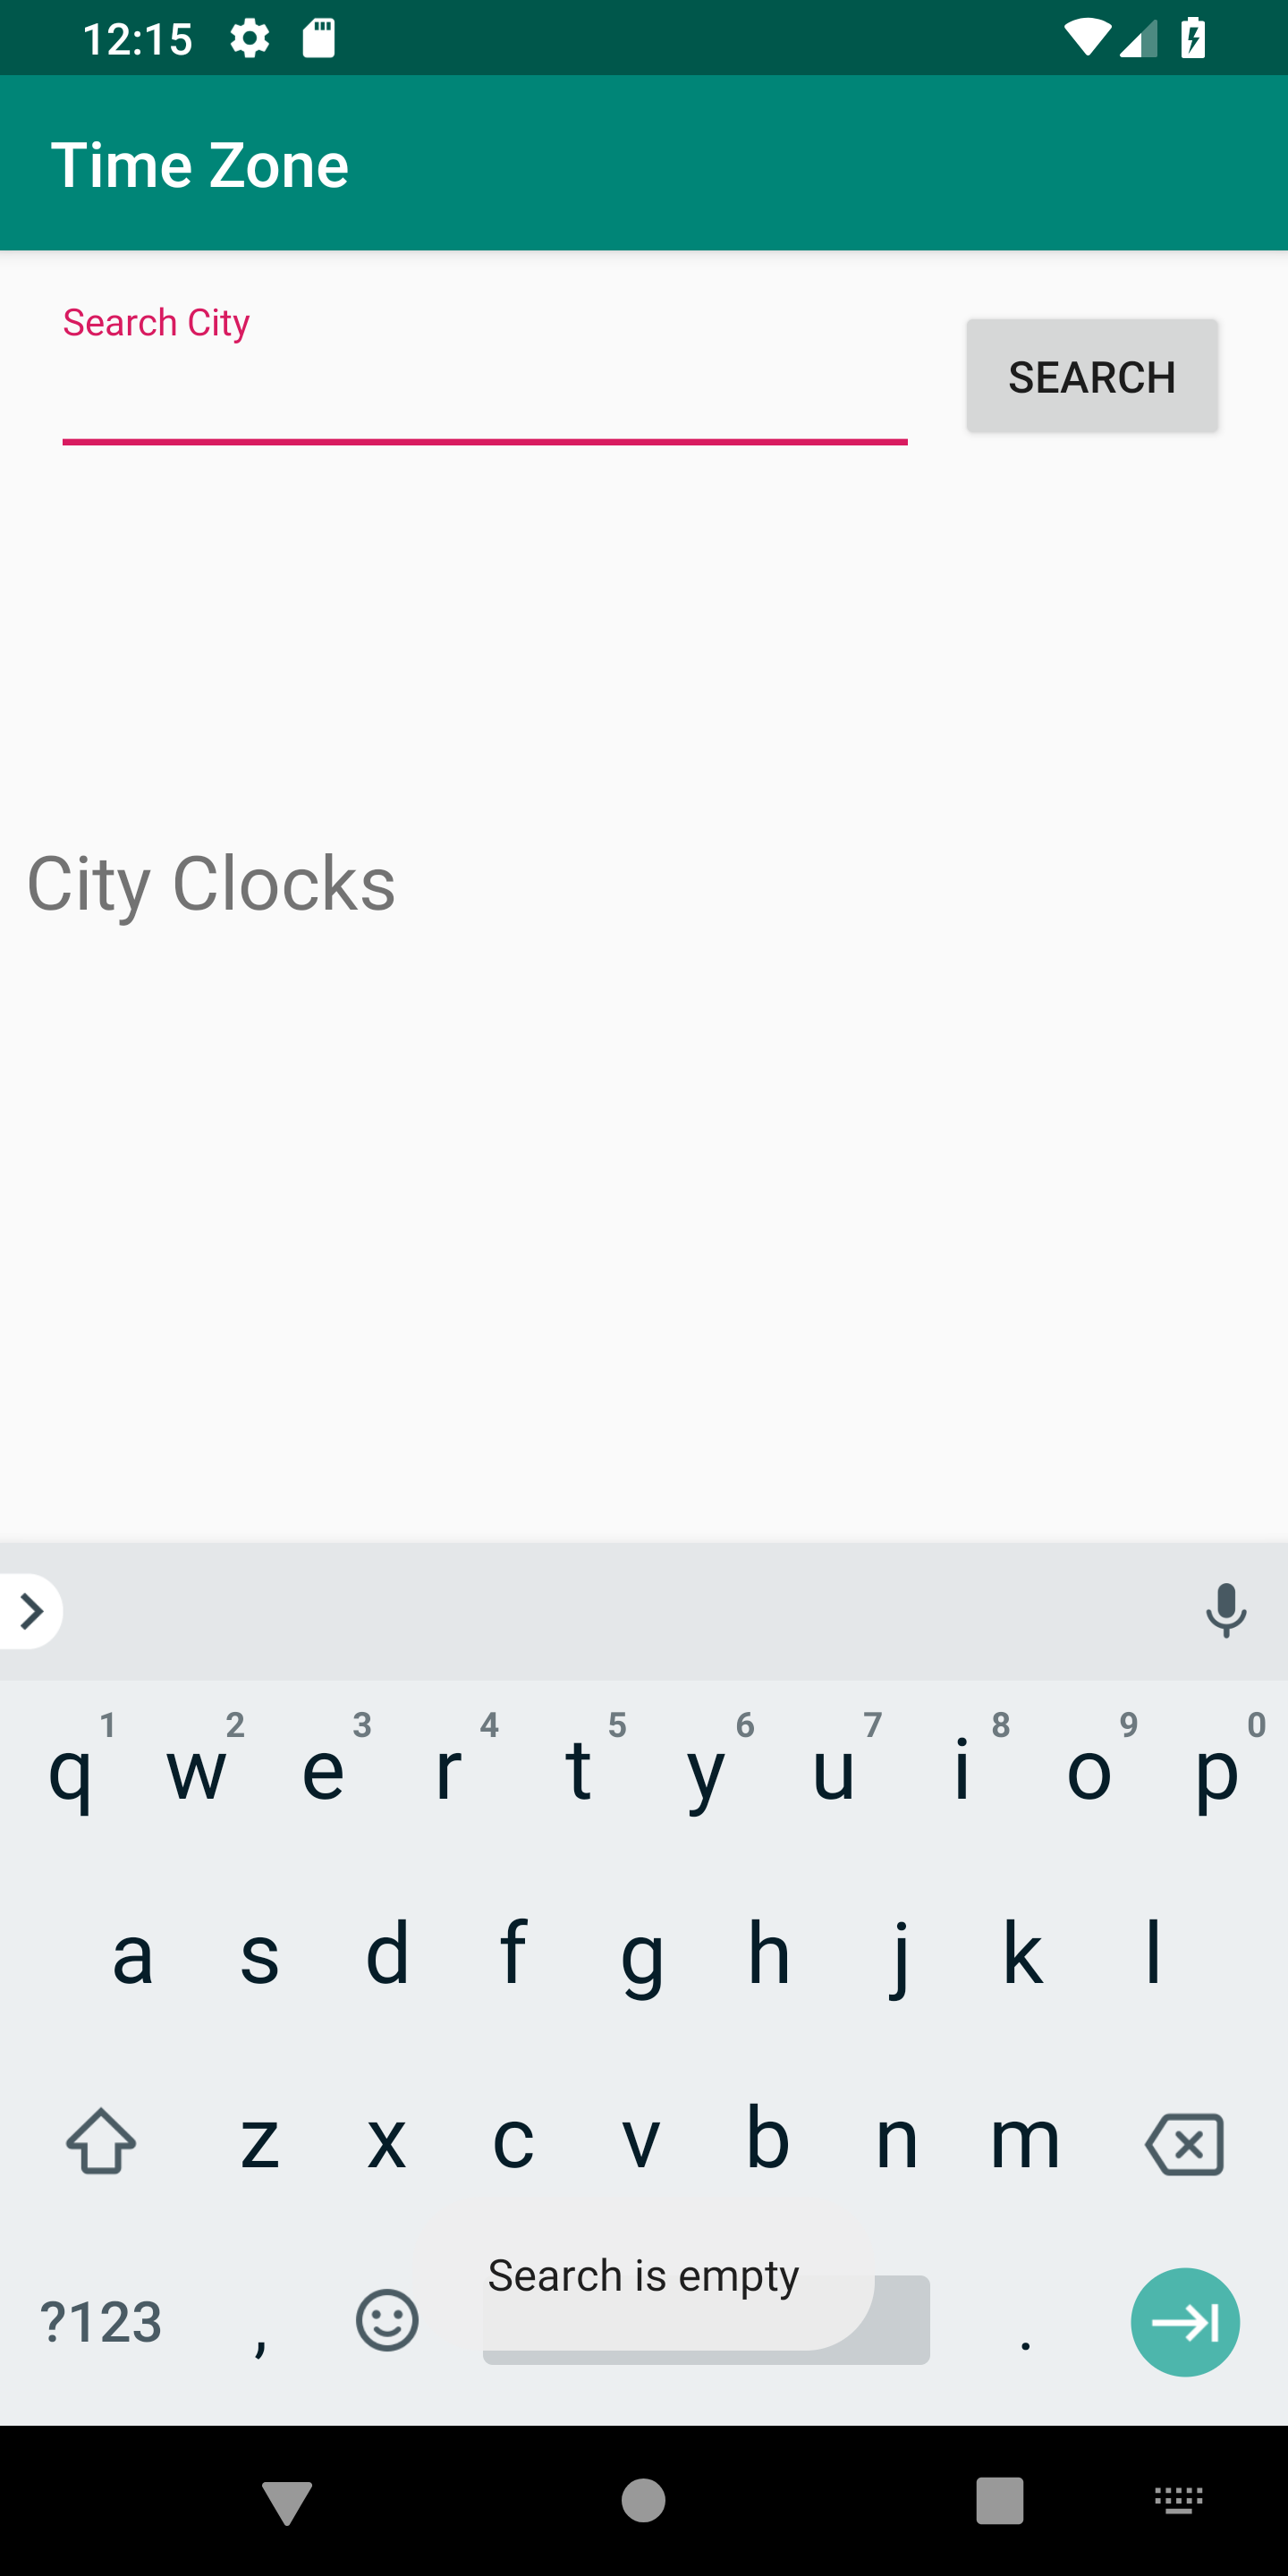 12:15
Time Zone
Search City
SEARCH
City Clocks
1 2 3 4 5 6 7 8 9 0
q w e r t y u i o p
a s d f g h j k l
z x c v b n m
Search is empty
?123 , .